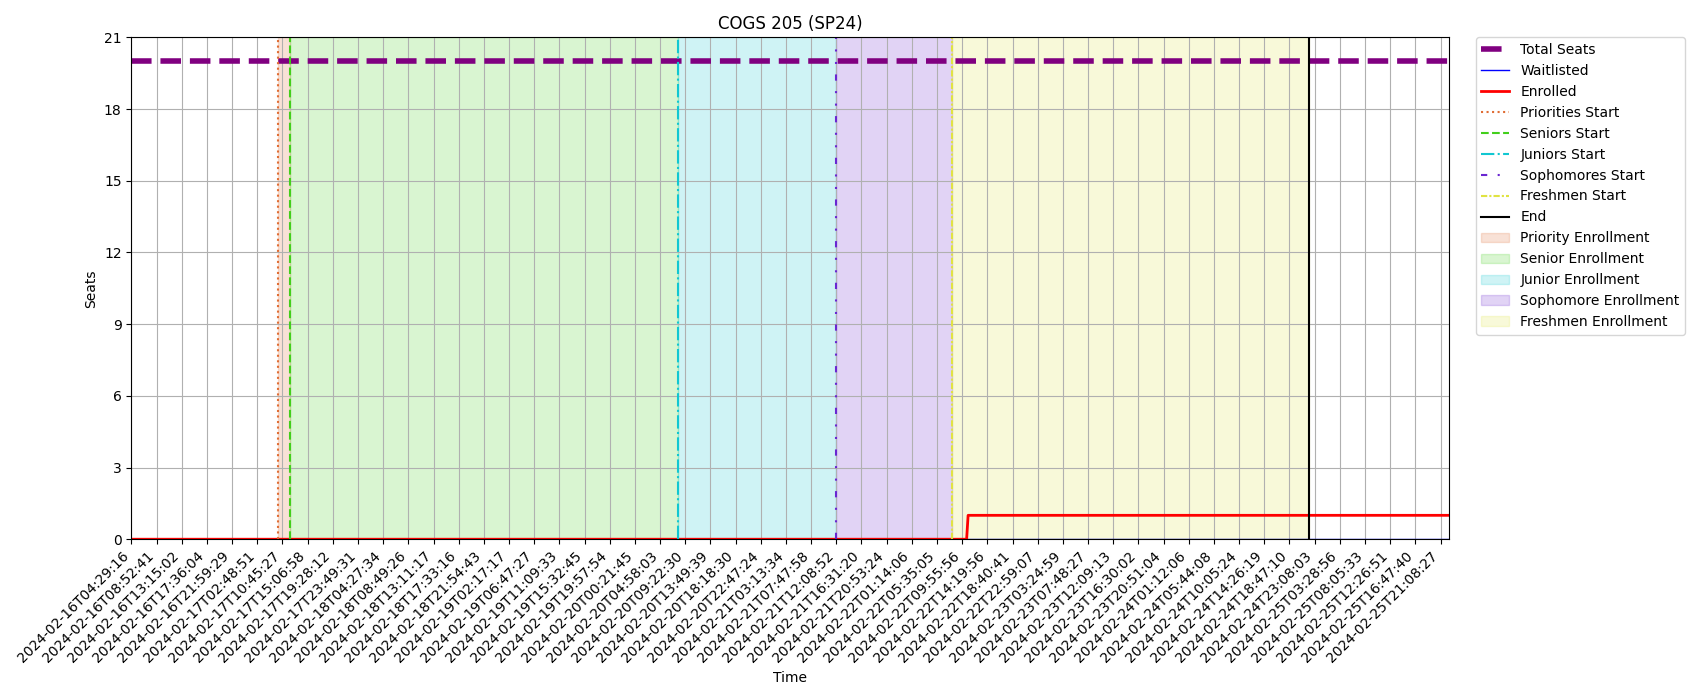 COGS 205 (SP24)
21
18
15
12
9
6
3
0
Seats
2024-02-16T04:29:16
2024-02-16T08:52:41
2024-02-16T13:15:02
2024-02-16T17:36:04
2024-02-16T21:59:29
2024-02-17T02:48:51
2024-02-17T10:45:27
2024-02-17T15:06:58
2024-02-17T19:28:12
2024-02-17T23:49:31
2024-02-18T04:27:34
2024-02-18T08:49:26
2024-02-18T13:11:17
2024-02-18T17:33:16
2024-02-18T21:54:43
2024-02-19T02:17:17
2024-02-19T06:47:27
2024-02-19T11:09:33
2024-02-19T15:32:45
2024-02-19T19:57:54
2024-02-20T00:21:45
2024-02-20T04:58:03
2024-02-20T09:22:30
2024-02-20T13:49:39
2024-02-20T18:18:30
2024-02-20T22:47:24
2024-02-21T03:13:34
2024-02-21T07:47:58
2024-02-21T12:08:52
2024-02-21T16:31:20
2024-02-21T20:53:24
2024-02-22T01:14:06
2024-02-22T05:35:05
2024-02-22T09:55:56
2024-02-22T14:19:56
2024-02-22T18:40:41
2024-02-22T22:59:07
2024-02-23T03:24:59
2024-02-23T07:48:27
2024-02-23T12:09:13
2024-02-23T16:30:02
2024-02-23T20:51:04
2024-02-24T01:12:06
2024-02-24T05:44:08
2024-02-24T10:05:24
2024-02-24T14:26:19
2024-02-24T18:47:10
2024-02-24T23:08:03
2024-02-25T03:28:56
2024-02-25T08:05:33
2024-02-25T12:26:51
2024-02-25T16:47:40
2024-02-25T21:08:27
Time
Total Seats
Waitlisted
Enrolled
Priorities Start
Seniors Start
Juniors Start
Sophomores Start
Freshmen Start
End
Priority Enrollment
Senior Enrollment
Junior Enrollment
Sophomore Enrollment
Freshmen Enrollment